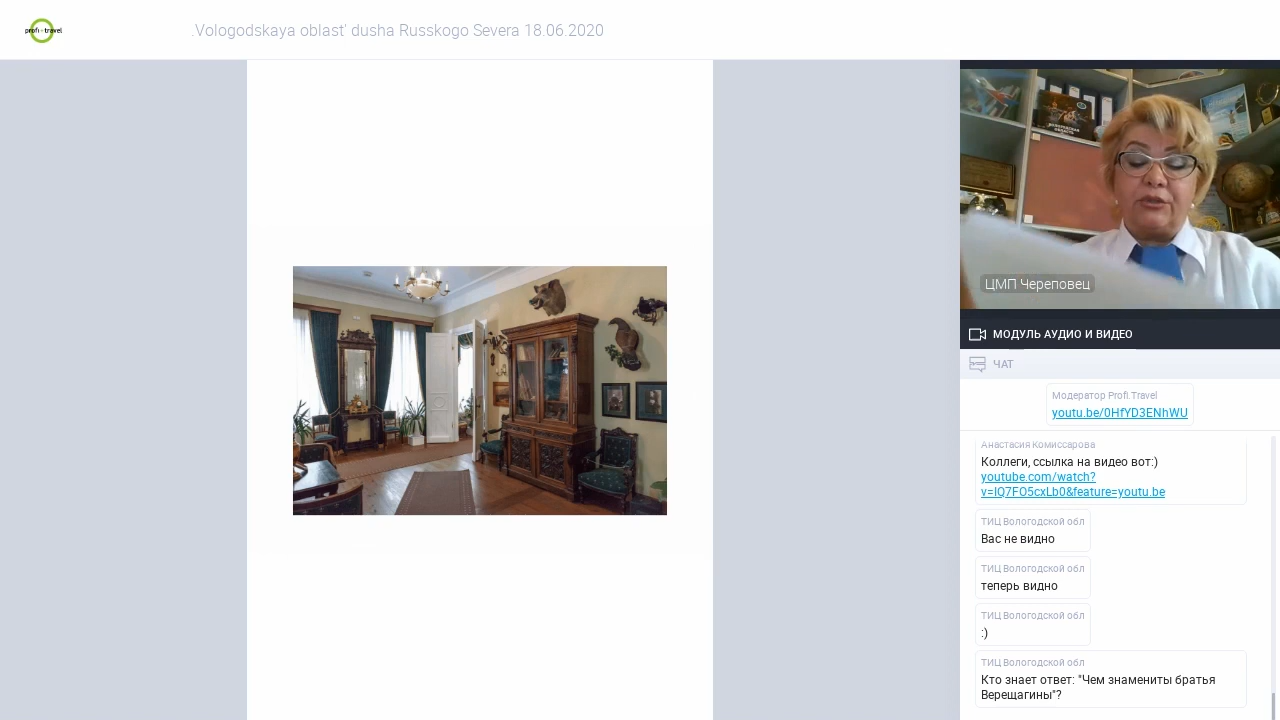 profi travel
.Vologodskaya oblast' dusha Russkogo Severa 18.06.2020
ВОЛОГОДСКАЯ
ОБЛАСТЬ
ЦМП Череповец
МОДУЛЬ АУДИО И ВИДЕО
ЧАТ
Модератор Profi.Travel
youtu.be/0HfYD3ENhWU
Анастасия Комиссарова
Коллеги, ссылка на видео вот:)
youtube.com/watch?
v=IQ7FO5cxLb0&feature=youtu.be
ТИЦ Вологодской обл
Вас не видно
ТИЦ Вологодской обл
теперь видно
ТИЦ Вологодской обл
:)
ТИЦ Вологодской обл
Кто знает ответ: "Чем знамениты братья
Верещагины"?